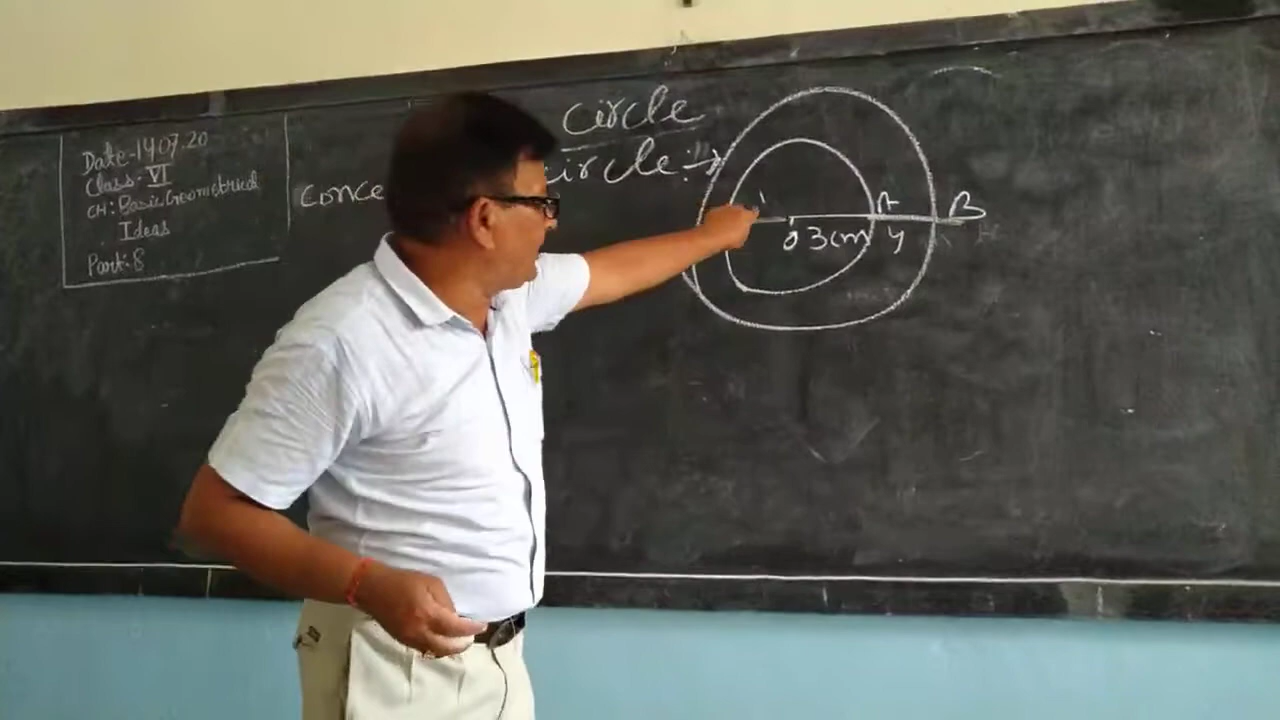 Date-14.07.20
Class:-VI
CH: Basic Geometrical
Ideas
Part:-8
circle
conce
circle:-
A B
O 3cm 4